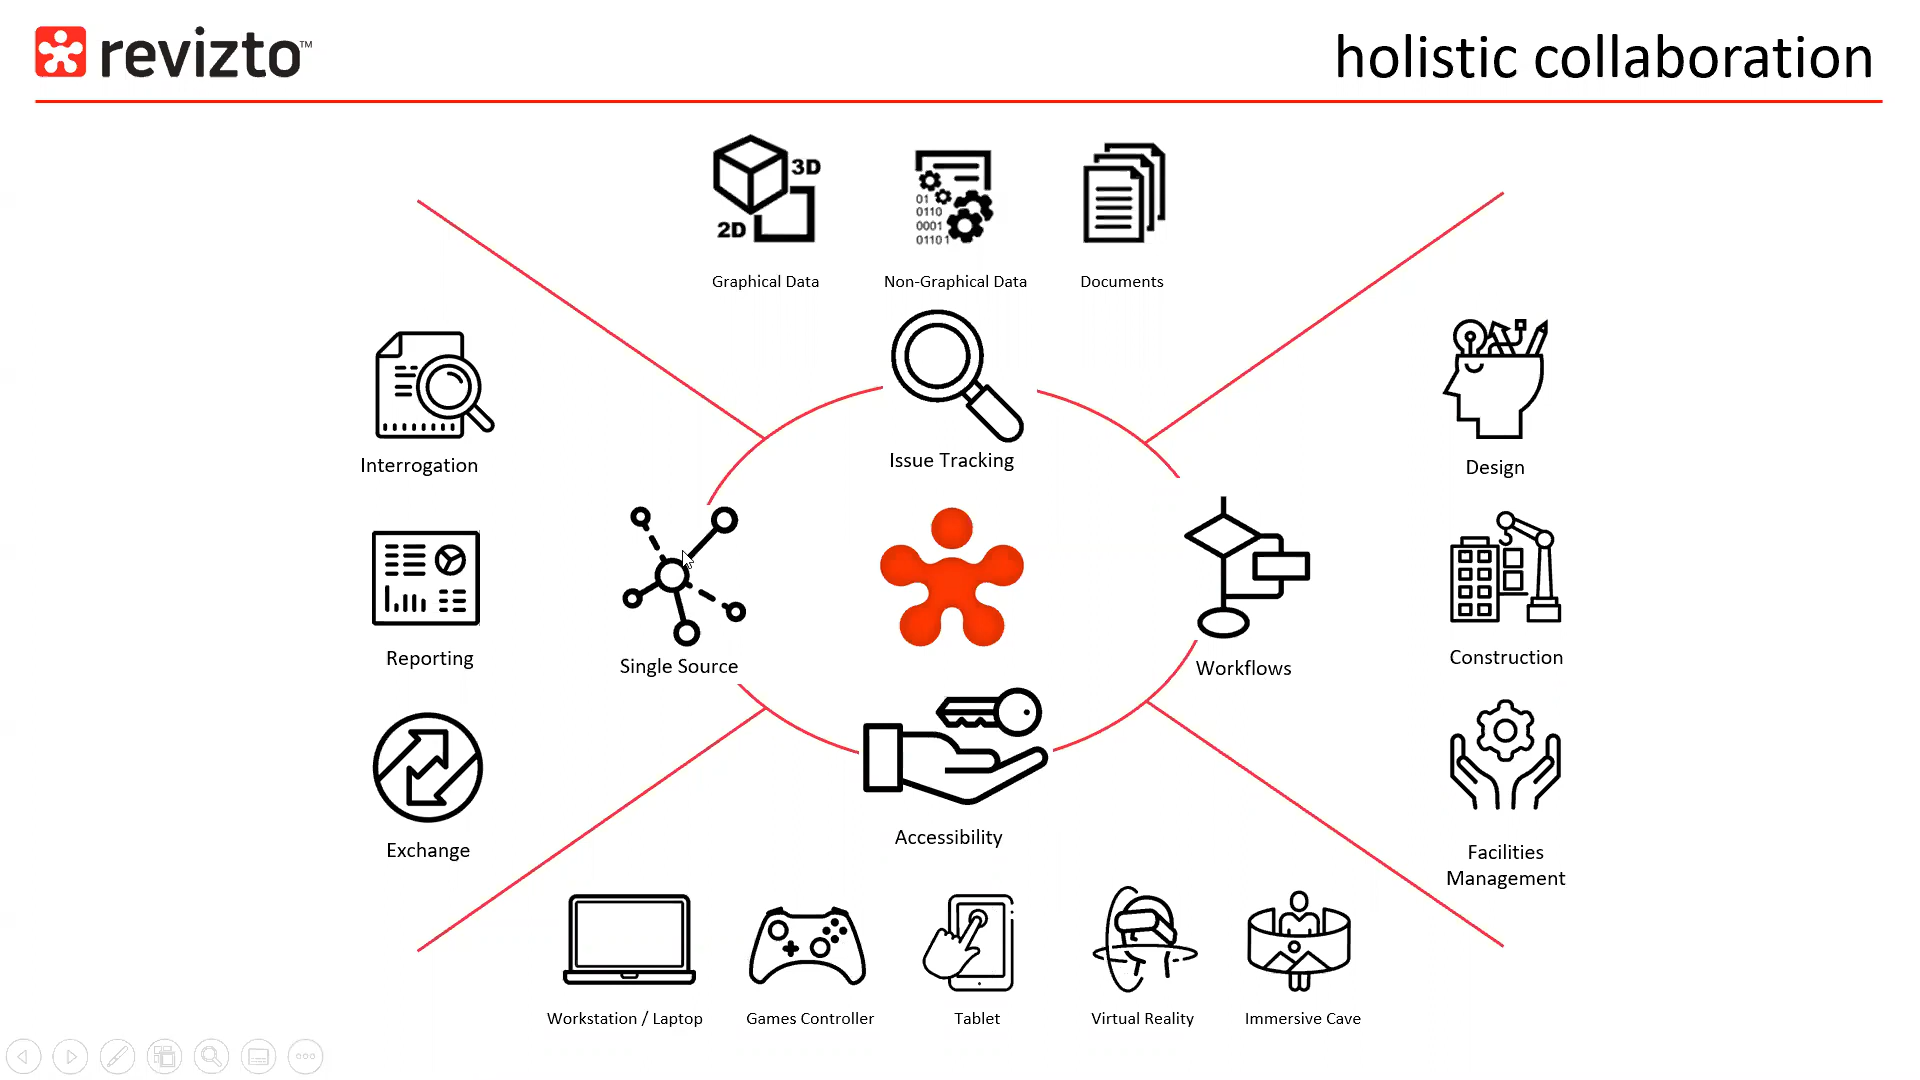 revizto™
holistic collaboration
3D
2D
01
0110
0001
01101
Graphical Data
Non-Graphical Data
Documents
Interrogation
Issue Tracking
Design
Reporting
Single Source
Workflows
Construction
Exchange
Accessibility
Facilities
Management
Workstation / Laptop
Games Controller
Tablet
Virtual Reality
Immersive Cave